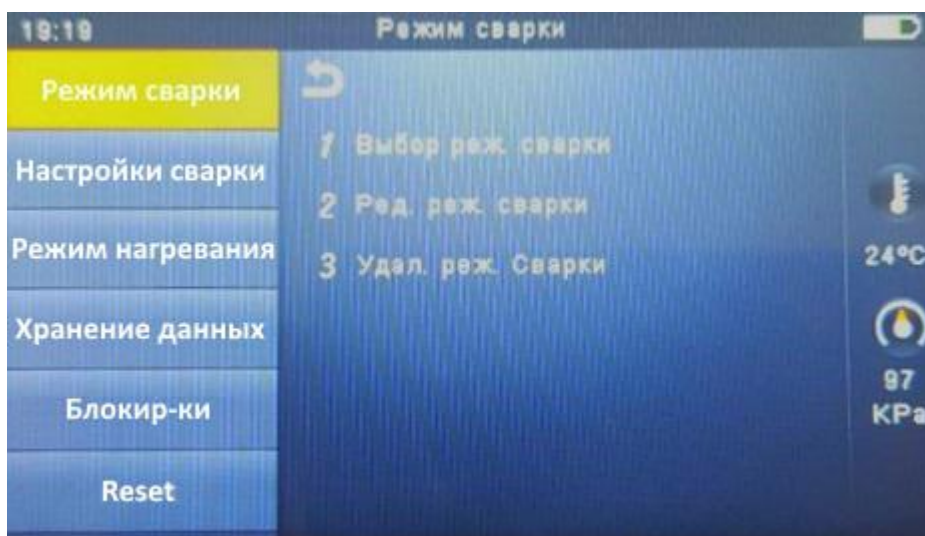 19:19 Режим сварки
Режим сварки
Настройки сварки
Режим нагревания
Хранение данных
Блокир-ки
Reset
1 Выбор реж. сварки
2 Ред. реж. сварки
3 Удал. реж. Сварки
24°C
97
KPa